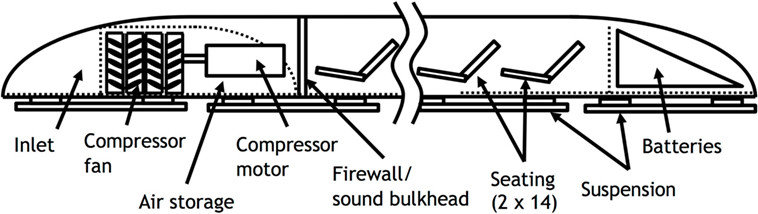 Inlet
Compressor
fan
Air storage
Compressor
motor
Firewall/
sound bulkhead
Seating
(2 x 14)
Suspension
Batteries